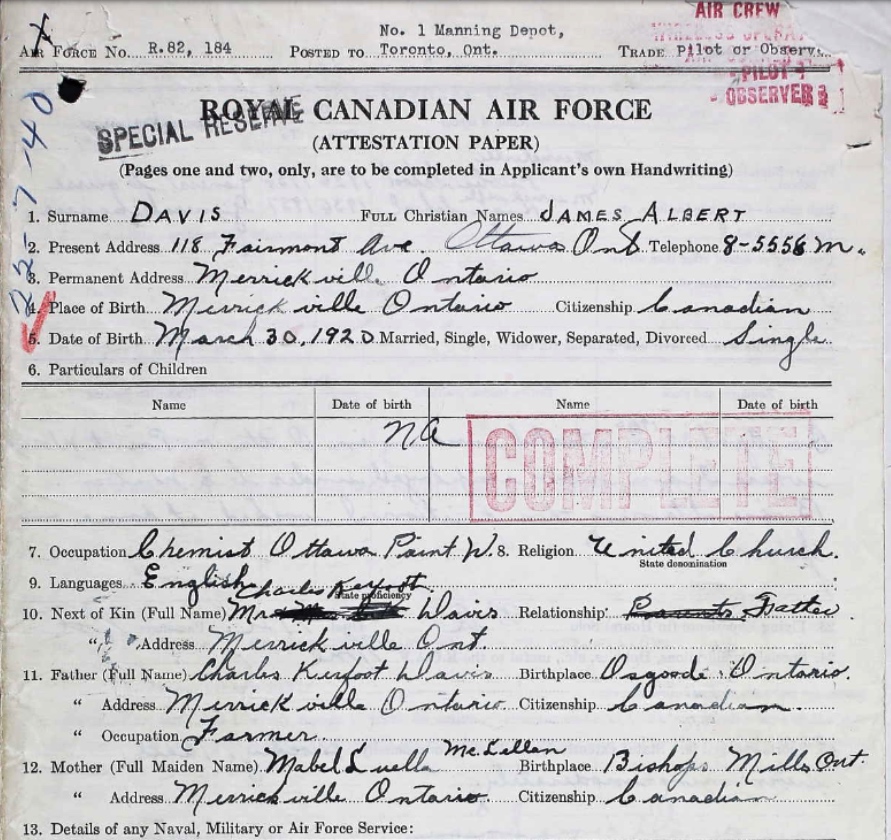 AIR CREW
No. 1 Manning Depot,
AIR FORCE NO. R.82, 184 POSTED TO Toronto, Ont. TRADE Pilot or Observ
PILOT
OBSERVER
ROYAL CANADIAN AIR FORCE
SPECIAL RESERVE
(ATTESTATION PAPER)
(Pages one and two, only, are to be completed in Applicant's own Handwriting)
22-7-40
1. Surname DAVIS FULL Christian Names JAMES ALBERT
2. Present Address 118 Fairmont Ave. Ottawa Ont Telephone 8-5556 M.
3. Permanent Address Merrickville Ontario
4. Place of Birth Merrickville Ontario Citizenship Canadian
5. Date of Birth March 30, 1920 Married, Single, Widower, Separated, Divorced Single
6. Particulars of Children
Name Date of birth Name Date of birth
NA
COMPLETE
7. Occupation Chemist Ottawa Paint W. 8. Religion United Church.
State denomination
9. Languages English
State proficiency
Charles Kerfoot
10. Next of Kin (Full Name) Mr Davis Relationship Parents Father
" Address Merrickville Ont.
11. Father (Full Name) Charles Kerfoot Davis Birthplace Osgoode, Ontario.
" Address Merrickville Ontario Citizenship Canadian.
" Occupation Farmer.
12. Mother (Full Maiden Name) Mabel Luella McLellan Birthplace Bishops Mills Ont.
" Address Merrickville Ontario Citizenship Canadian
13. Details of any Naval, Military or Air Force Service: